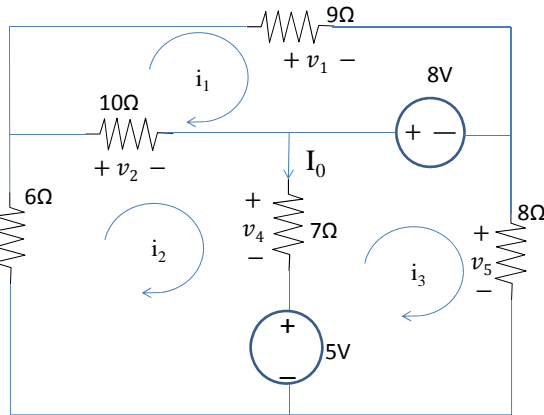 9Ω
+ v₁ −
8V
i₁
10Ω
+ −
+ v₂ −
I₀
6Ω
+
v₄
−
7Ω
8Ω
+
v₅
−
i₂
i₃
+
−
5V